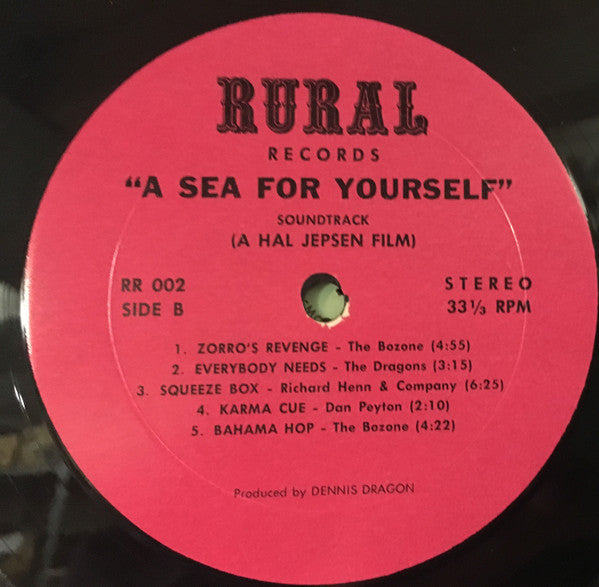 RURAL
RECORDS
"A SEA FOR YOURSELF"
SOUNDTRACK
(A HAL JEPSEN FILM)
RR 002
SIDE B
STEREO
33⅓ RPM
1. ZORRO'S REVENGE - The Bozone (4:55)
2. EVERYBODY NEEDS - The Dragons (3:15)
3. SQUEEZE BOX - Richard Henn & Company (6:25)
4. KARMA CUE - Dan Peyton (2:10)
5. BAHAMA HOP - The Bozone (4:22)
Produced by DENNIS DRAGON